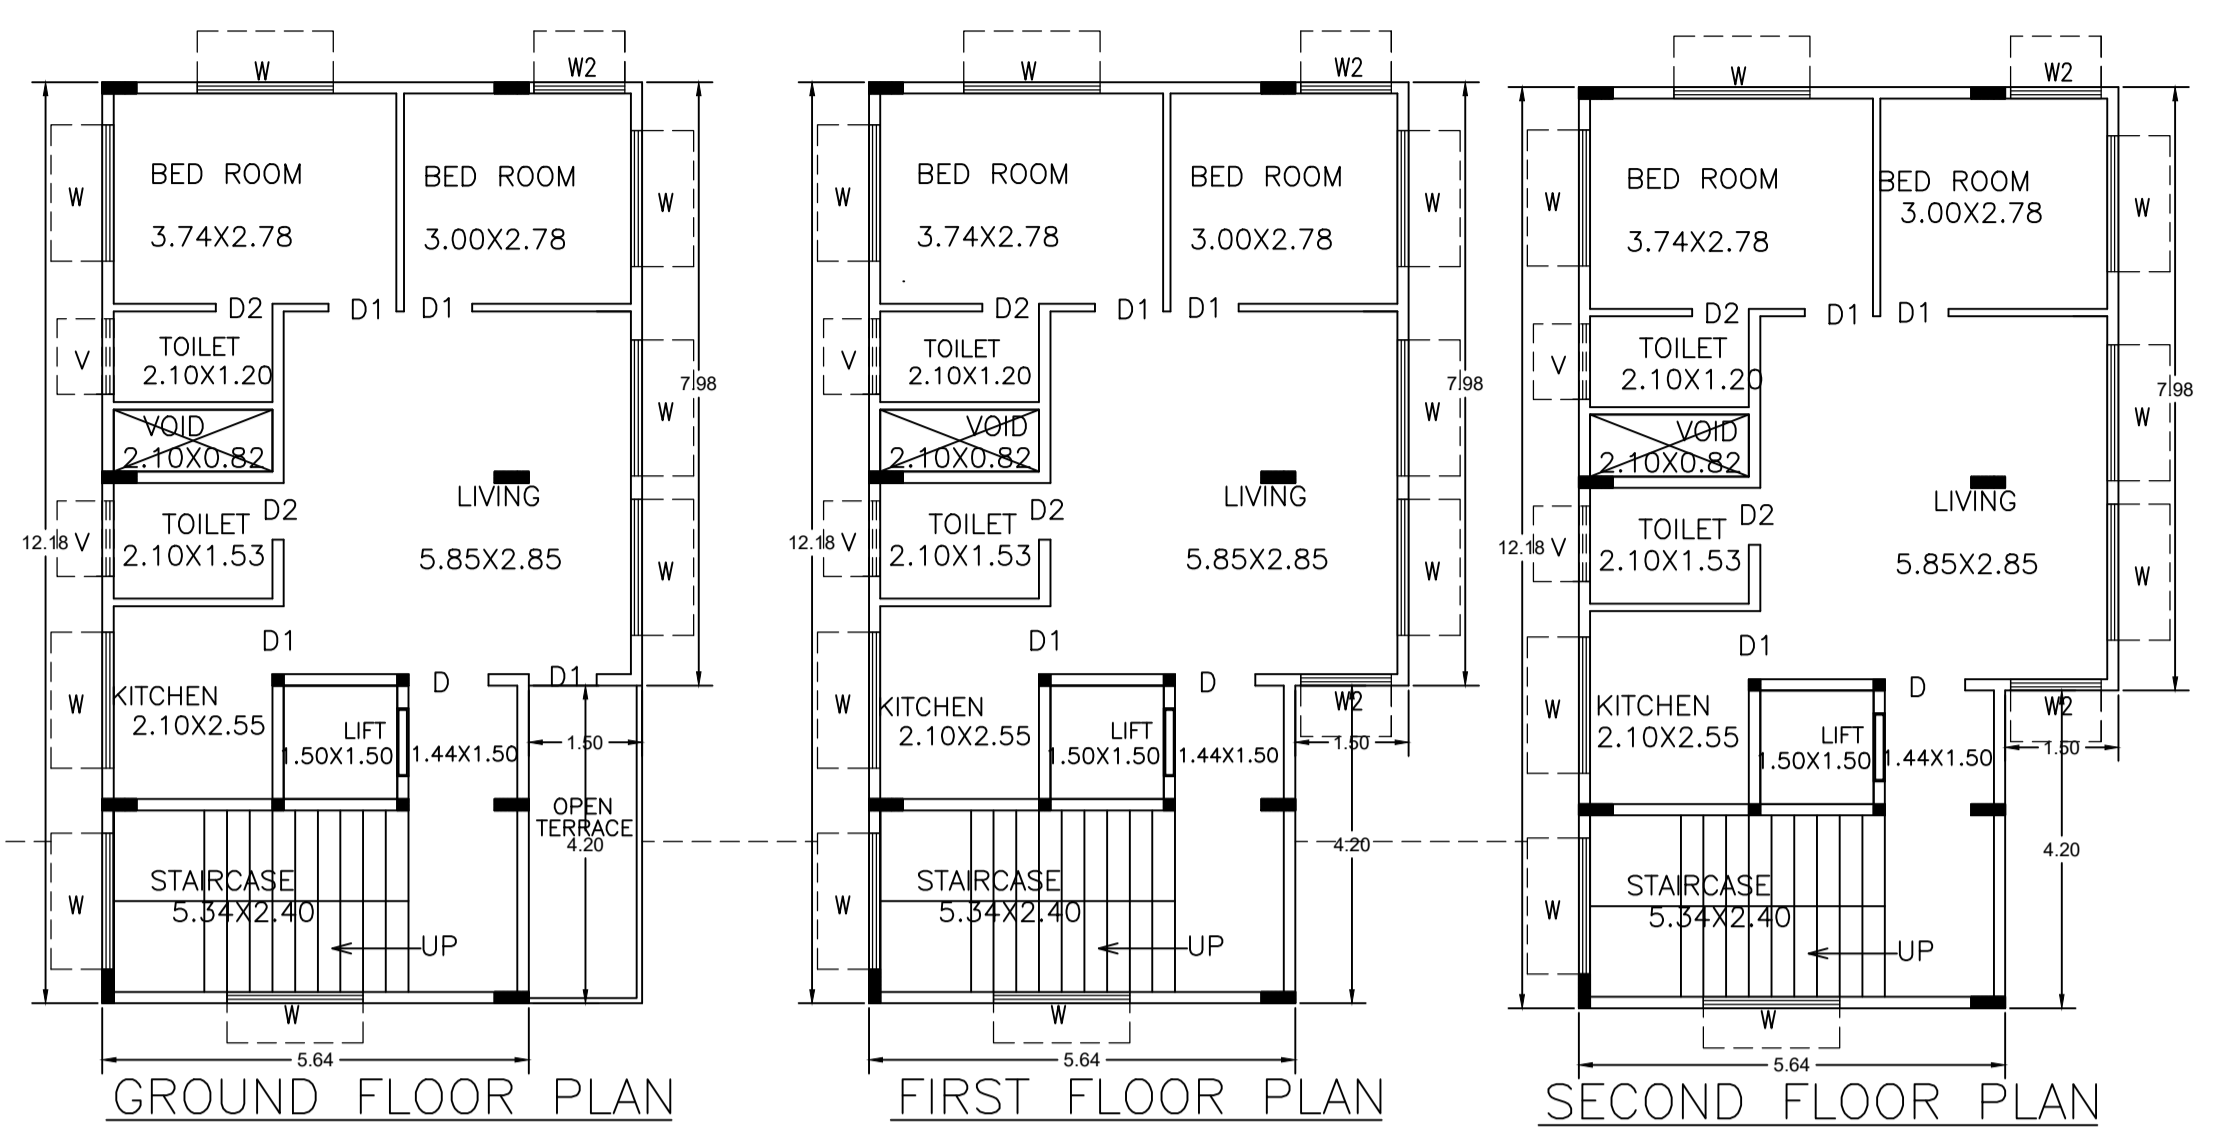 W
W2
W
BED ROOM
3.74X2.78
BED ROOM
3.00X2.78
W
D2
D1
D1
V
TOILET
2.10X1.20
7.98
W
VOID
2.10X0.82
LIVING
5.85X2.85
12.18
V
TOILET
2.10X1.53
D2
W
D1
D
D1
W
KITCHEN
2.10X2.55
LIFT
1.50X1.50
1.44X1.50
1.50
OPEN
TERRACE
4.20
W
STAIRCASE
5.34X2.40
UP
W
5.64
GROUND FLOOR PLAN
W
W2
W
BED ROOM
3.74X2.78
BED ROOM
3.00X2.78
W
D2
D1
D1
V
TOILET
2.10X1.20
7.98
W
VOID
2.10X0.82
LIVING
5.85X2.85
12.18
V
TOILET
2.10X1.53
D2
W
D1
D
W2
W
KITCHEN
2.10X2.55
LIFT
1.50X1.50
1.44X1.50
1.50
4.20
W
STAIRCASE
5.34X2.40
UP
W
5.64
FIRST FLOOR PLAN
W
W2
W
BED ROOM
3.74X2.78
BED ROOM
3.00X2.78
W
D2
D1
D1
V
TOILET
2.10X1.20
7.98
W
VOID
2.10X0.82
LIVING
5.85X2.85
12.18
V
TOILET
2.10X1.53
D2
W
D1
D
W2
W
KITCHEN
2.10X2.55
LIFT
1.50X1.50
1.44X1.50
1.50
4.20
W
STAIRCASE
5.34X2.40
UP
W
5.64
SECOND FLOOR PLAN